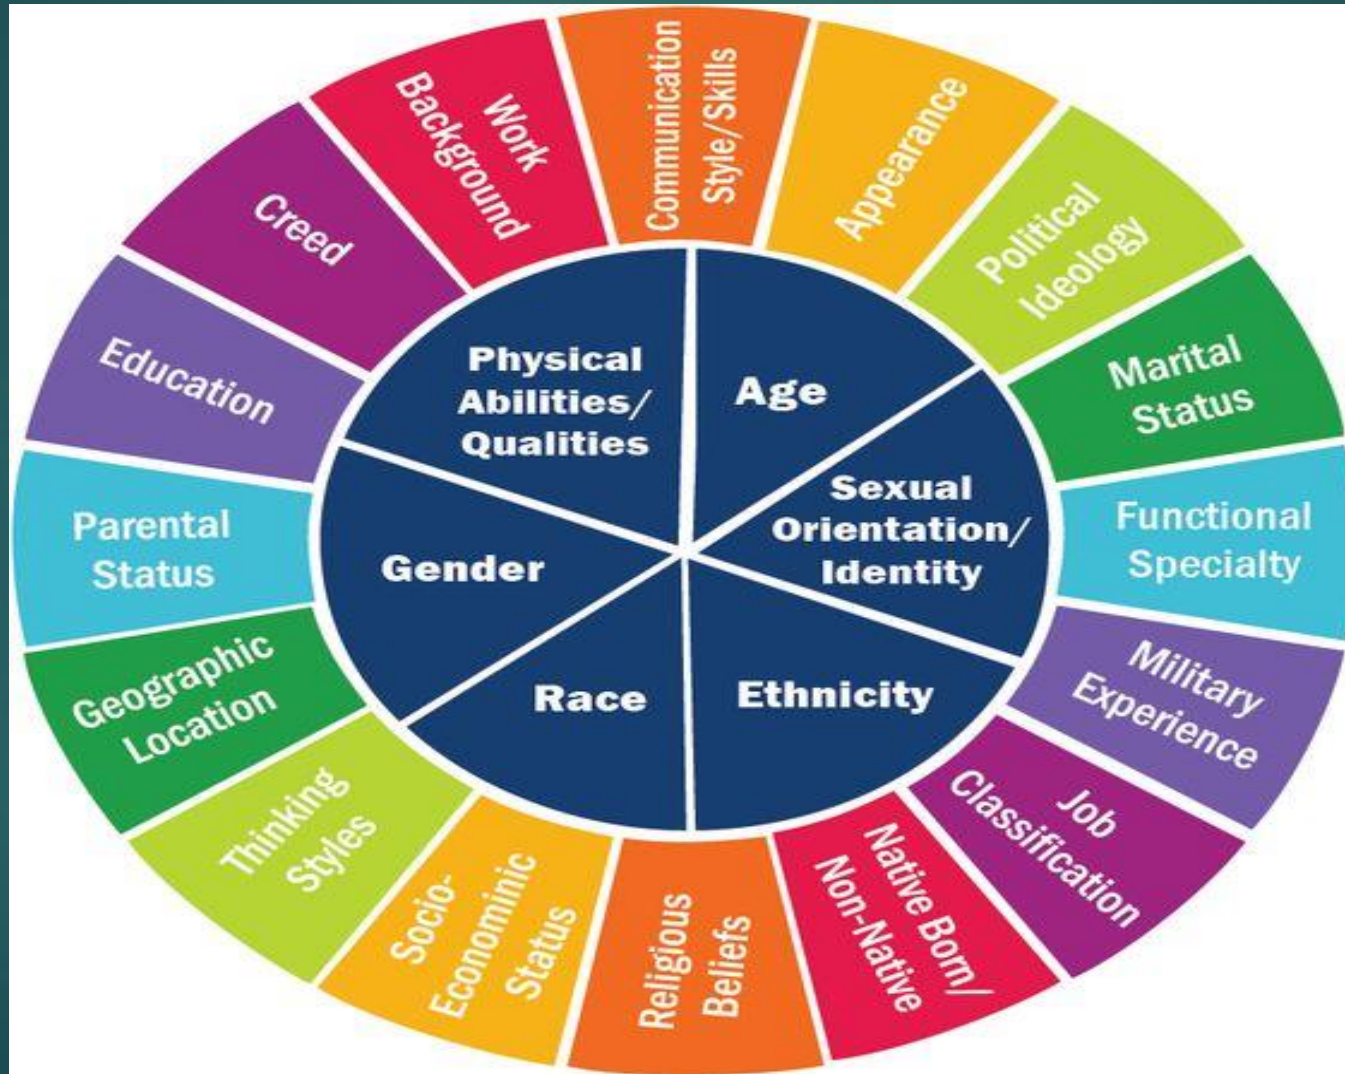 Communication
Style/Skills
Appearance
Political
Ideology
Marital
Status
Functional
Specialty
Military
Experience
Job
Classification
Native Born/
Non-Native
Religious
Beliefs
Socio-
Economic
Status
Thinking
Styles
Geographic
Location
Parental
Status
Education
Creed
Work
Background
Physical
Abilities/
Qualities
Age
Sexual
Orientation/
Identity
Ethnicity
Race
Gender